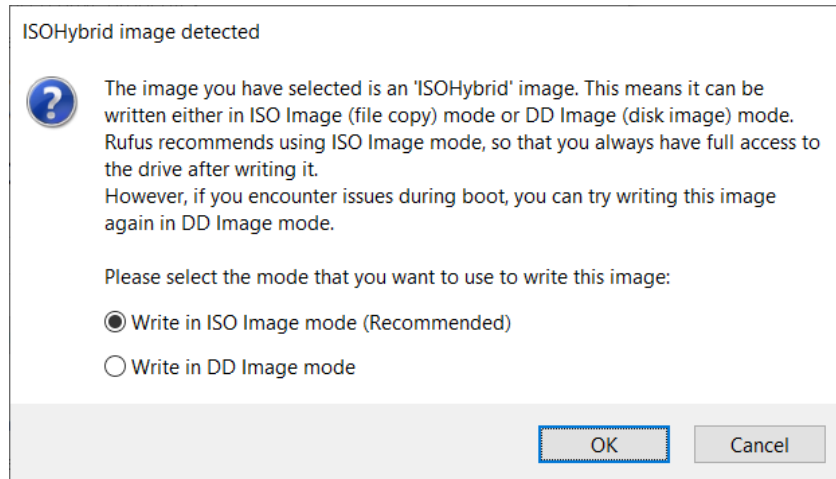 ISOHybrid image detected
The image you have selected is an 'ISOHybrid' image. This means it can be
written either in ISO Image (file copy) mode or DD Image (disk image) mode.
Rufus recommends using ISO Image mode, so that you always have full access to
the drive after writing it.
However, if you encounter issues during boot, you can try writing this image
again in DD Image mode.
Please select the mode that you want to use to write this image:
Write in ISO Image mode (Recommended)
Write in DD Image mode
OK
Cancel